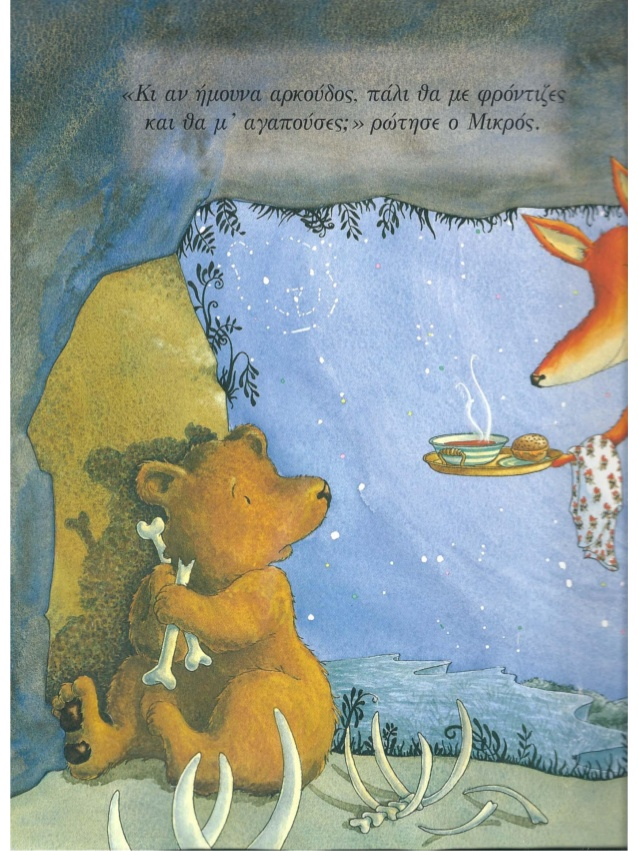 «Κι αν ήμουνα αρκούδος, πάλι θα με φρόντιζες
και θα μ' αγαπούσες;» ρώτησε ο Μικρός.